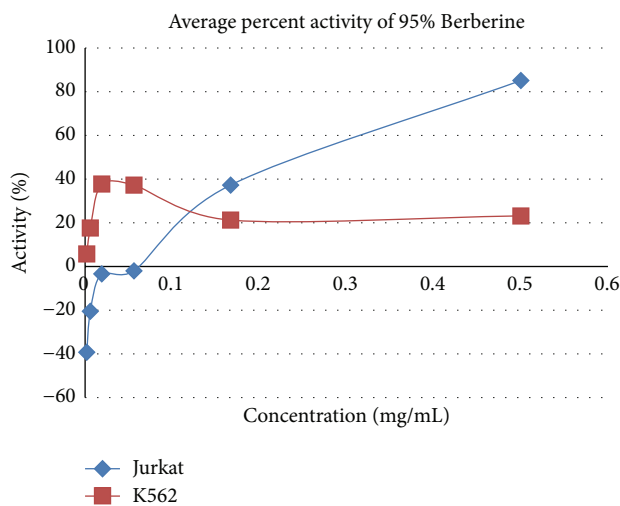 Average percent activity of 95% Berberine
100
80
60
40
20
0
−20
−40
−60
0 0.1 0.2 0.3 0.4 0.5 0.6
Activity (%)
Concentration (mg/mL)
Jurkat
K562